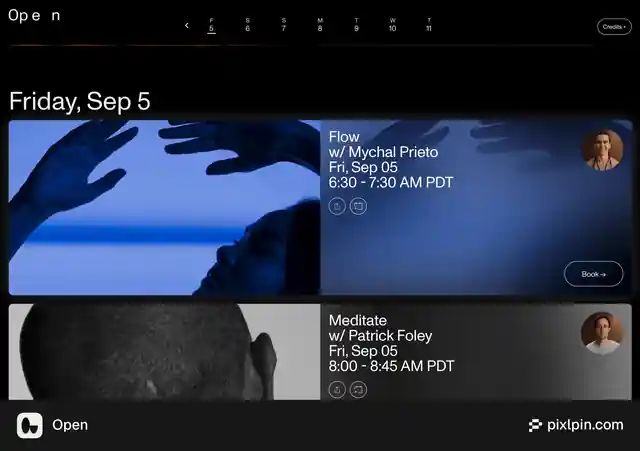 Open
F S S M T W T
5 6 7 8 9 10 11
Credits +
Friday, Sep 5
Flow
w/ Mychal Prieto
Fri, Sep 05
6:30 - 7:30 AM PDT
Book →
Meditate
w/ Patrick Foley
Fri, Sep 05
8:00 - 8:45 AM PDT
Open
pixlpin.com